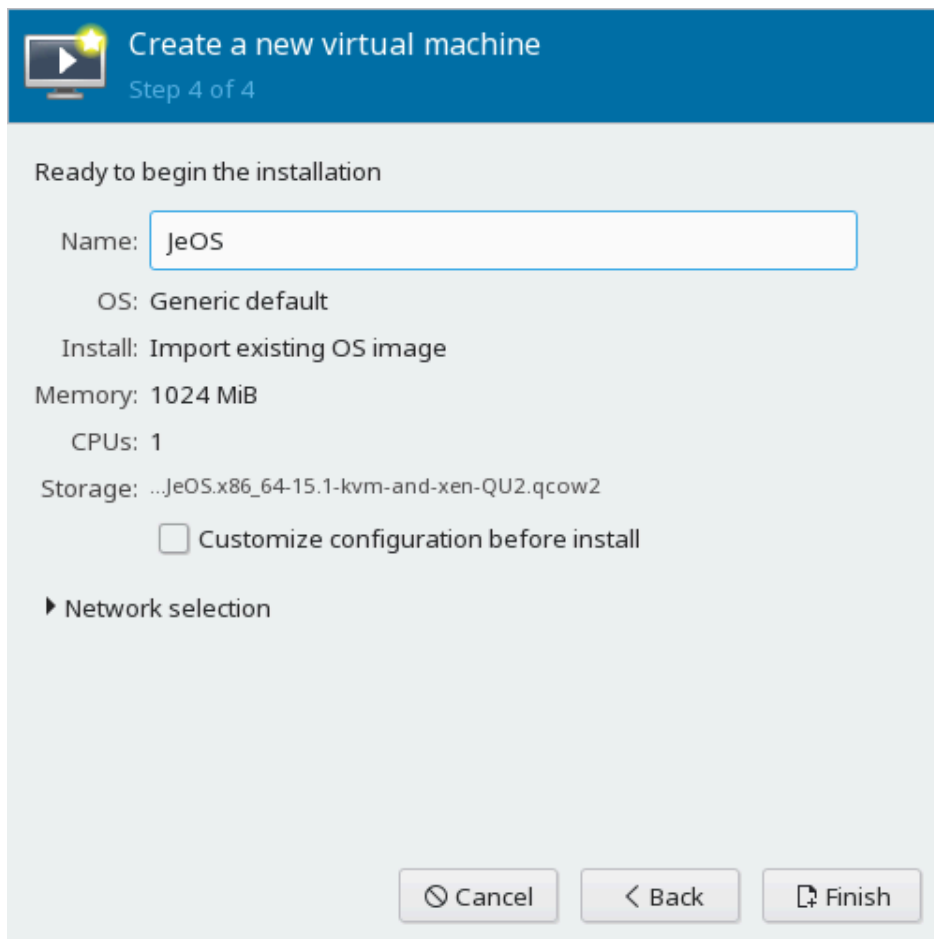 Create a new virtual machine
Step 4 of 4
Ready to begin the installation
Name: JeOS
OS: Generic default
Install: Import existing OS image
Memory: 1024 MiB
CPUs: 1
Storage: ...JeOS.x86_64-15.1-kvm-and-xen-QU2.qcow2
Customize configuration before install
Network selection
Cancel Back Finish